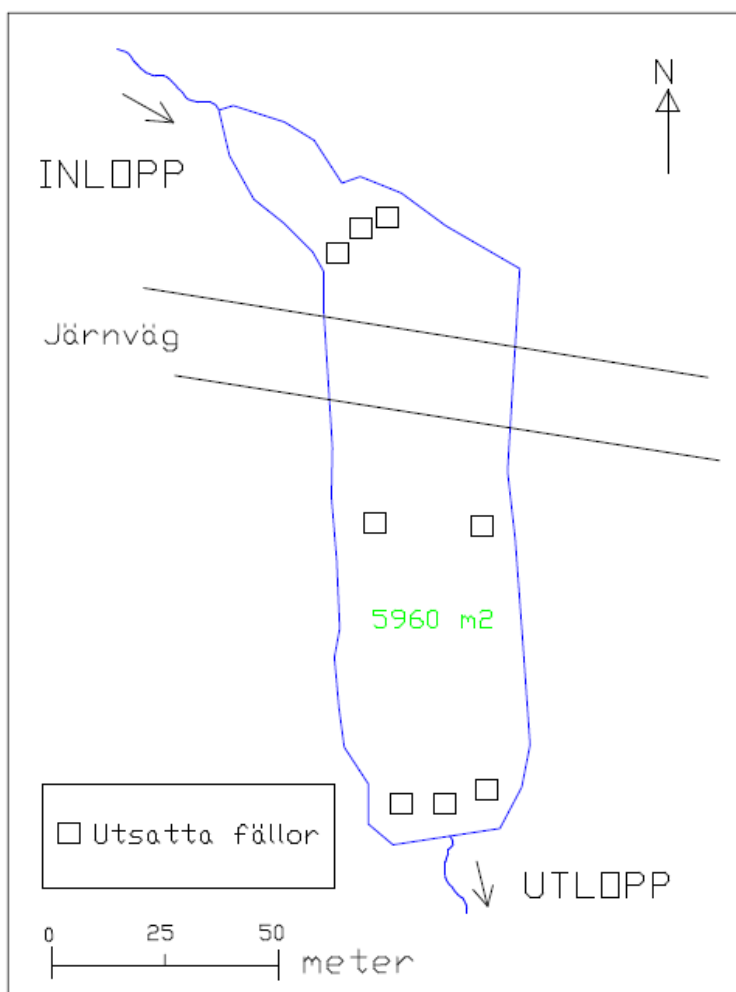 N
INLOPP
Järnväg
5960 m2
Utsatta fällor
UTLOPP
0 25 50
meter